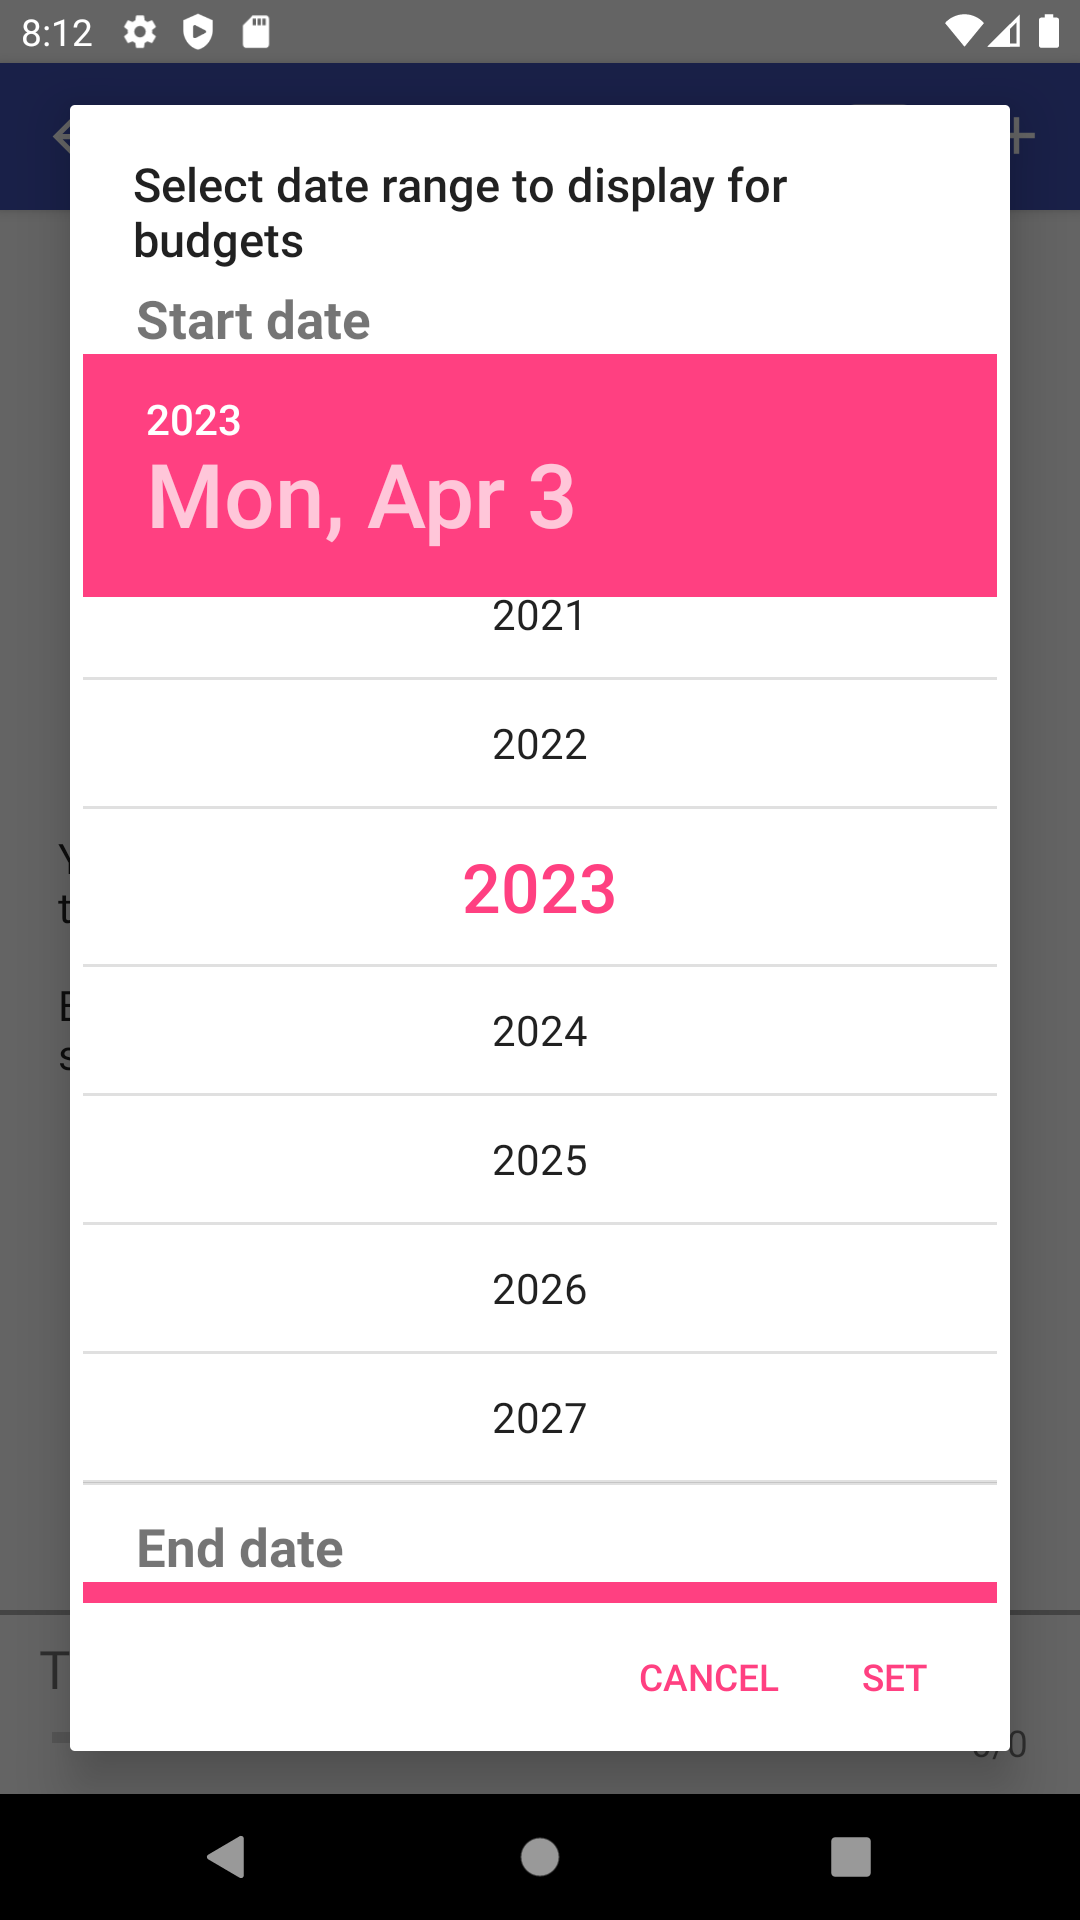 8:12
Select date range to display for
budgets
Start date
2023
Mon, Apr 3
2021
2022
2023
2024
2025
2026
2027
End date
CANCEL
SET